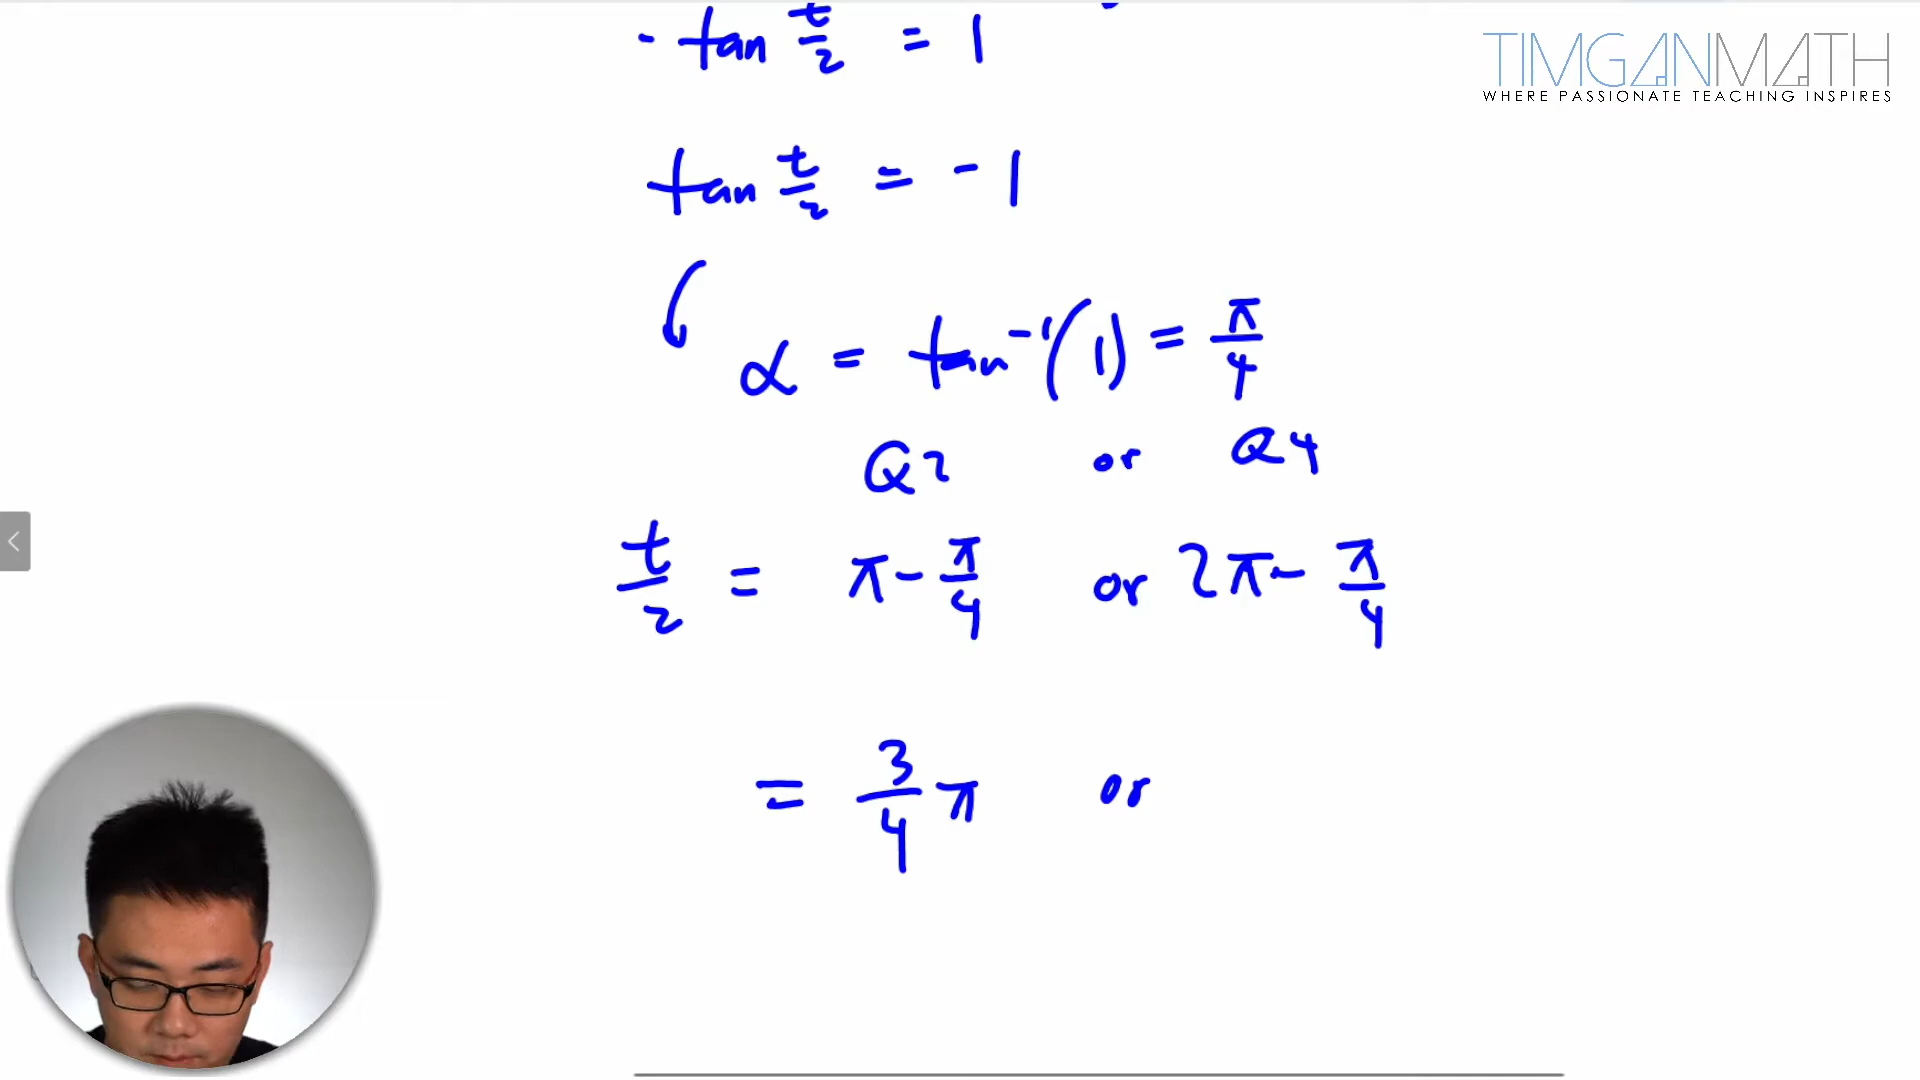 - tan t/2 = 1
TIMGANMATH
WHERE PASSIONATE TEACHING INSPIRES
tan t/2 = - 1
α = tan⁻¹(1) = π/4
Q2 or Q4
t/2 = π - π/4 or 2π - π/4
= 3/4 π or